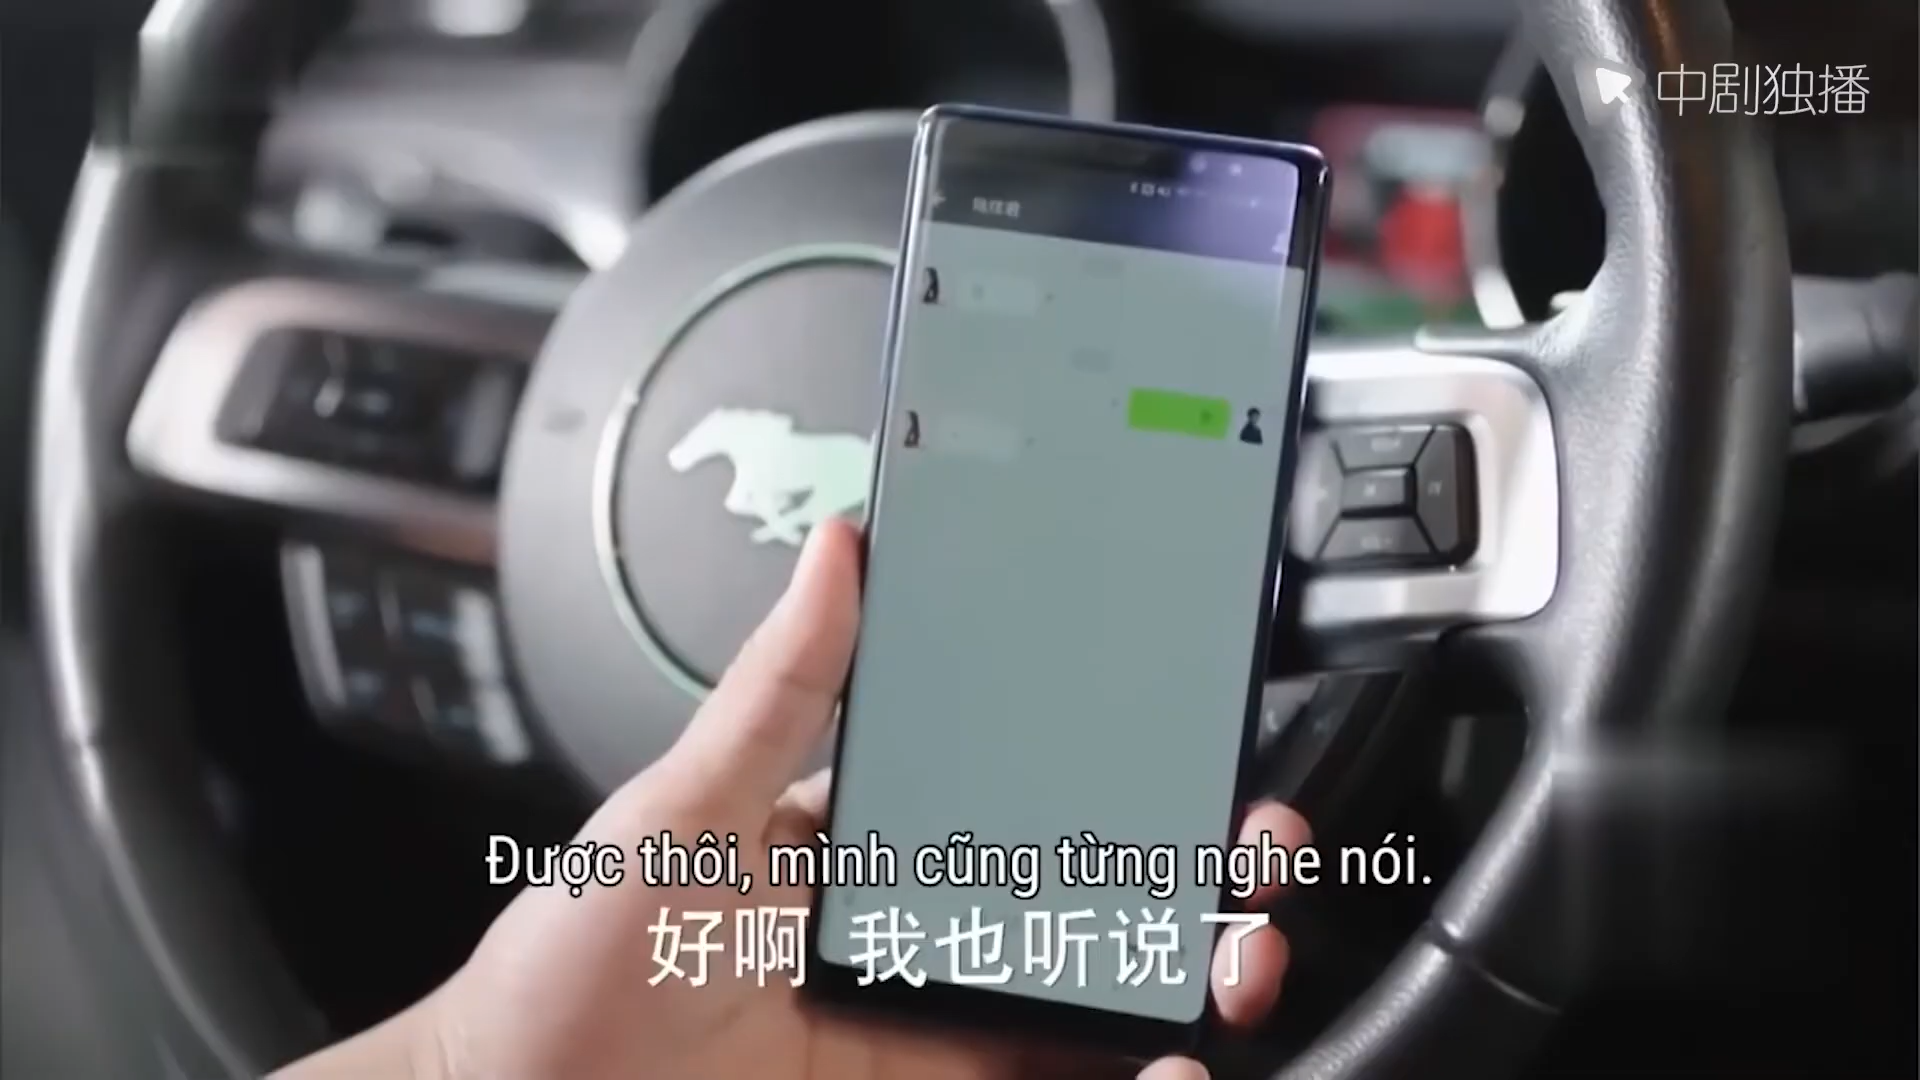 中剧独播
Được thôi, mình cũng từng nghe nói.
好啊 我也听说了